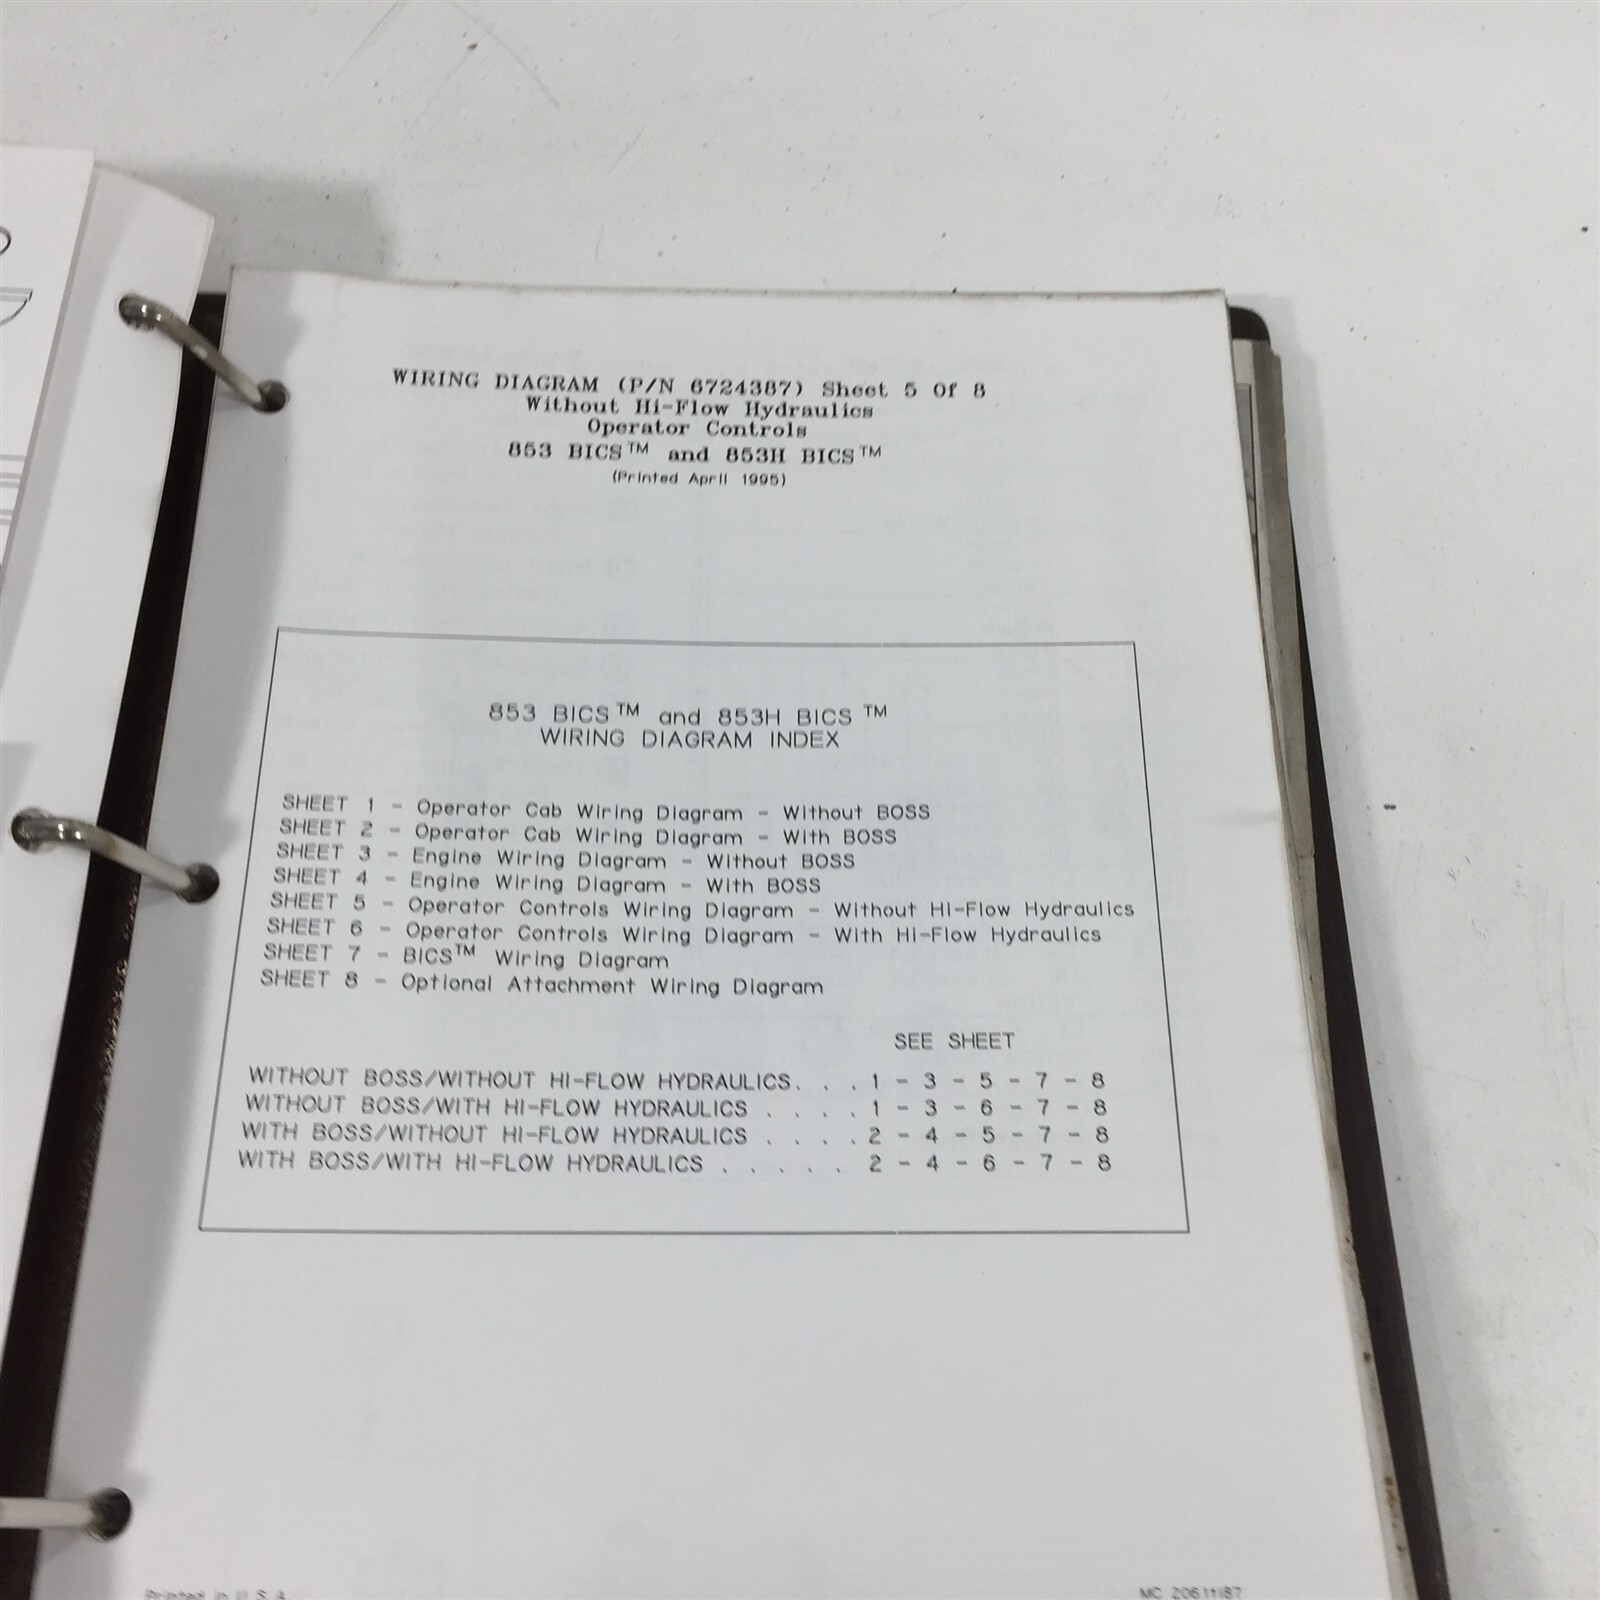 WIRING DIAGRAM (P/N 6724387) Sheet 5 Of 8
Without Hi-Flow Hydraulics
Operator Controls
853 BICS™ and 853H BICS™
(Printed April 1995)
853 BICS™ and 853H BICS™
WIRING DIAGRAM INDEX
SHEET 1 - Operator Cab Wiring Diagram - Without BOSS
SHEET 2 - Operator Cab Wiring Diagram - With BOSS
SHEET 3 - Engine Wiring Diagram - Without BOSS
SHEET 4 - Engine Wiring Diagram - With BOSS
SHEET 5 - Operator Controls Wiring Diagram - Without Hi-Flow Hydraulics
SHEET 6 - Operator Controls Wiring Diagram - With Hi-Flow Hydraulics
SHEET 7 - BICS™ Wiring Diagram
SHEET 8 - Optional Attachment Wiring Diagram
SEE SHEET
WITHOUT BOSS/WITHOUT HI-FLOW HYDRAULICS. . . 1 - 3 - 5 - 7 - 8
WITHOUT BOSS/WITH HI-FLOW HYDRAULICS . . . . 1 - 3 - 6 - 7 - 8
WITH BOSS/WITHOUT HI-FLOW HYDRAULICS . . . . 2 - 4 - 5 - 7 - 8
WITH BOSS/WITH HI-FLOW HYDRAULICS . . . . . 2 - 4 - 6 - 7 - 8
Printed in U.S.A.
MC